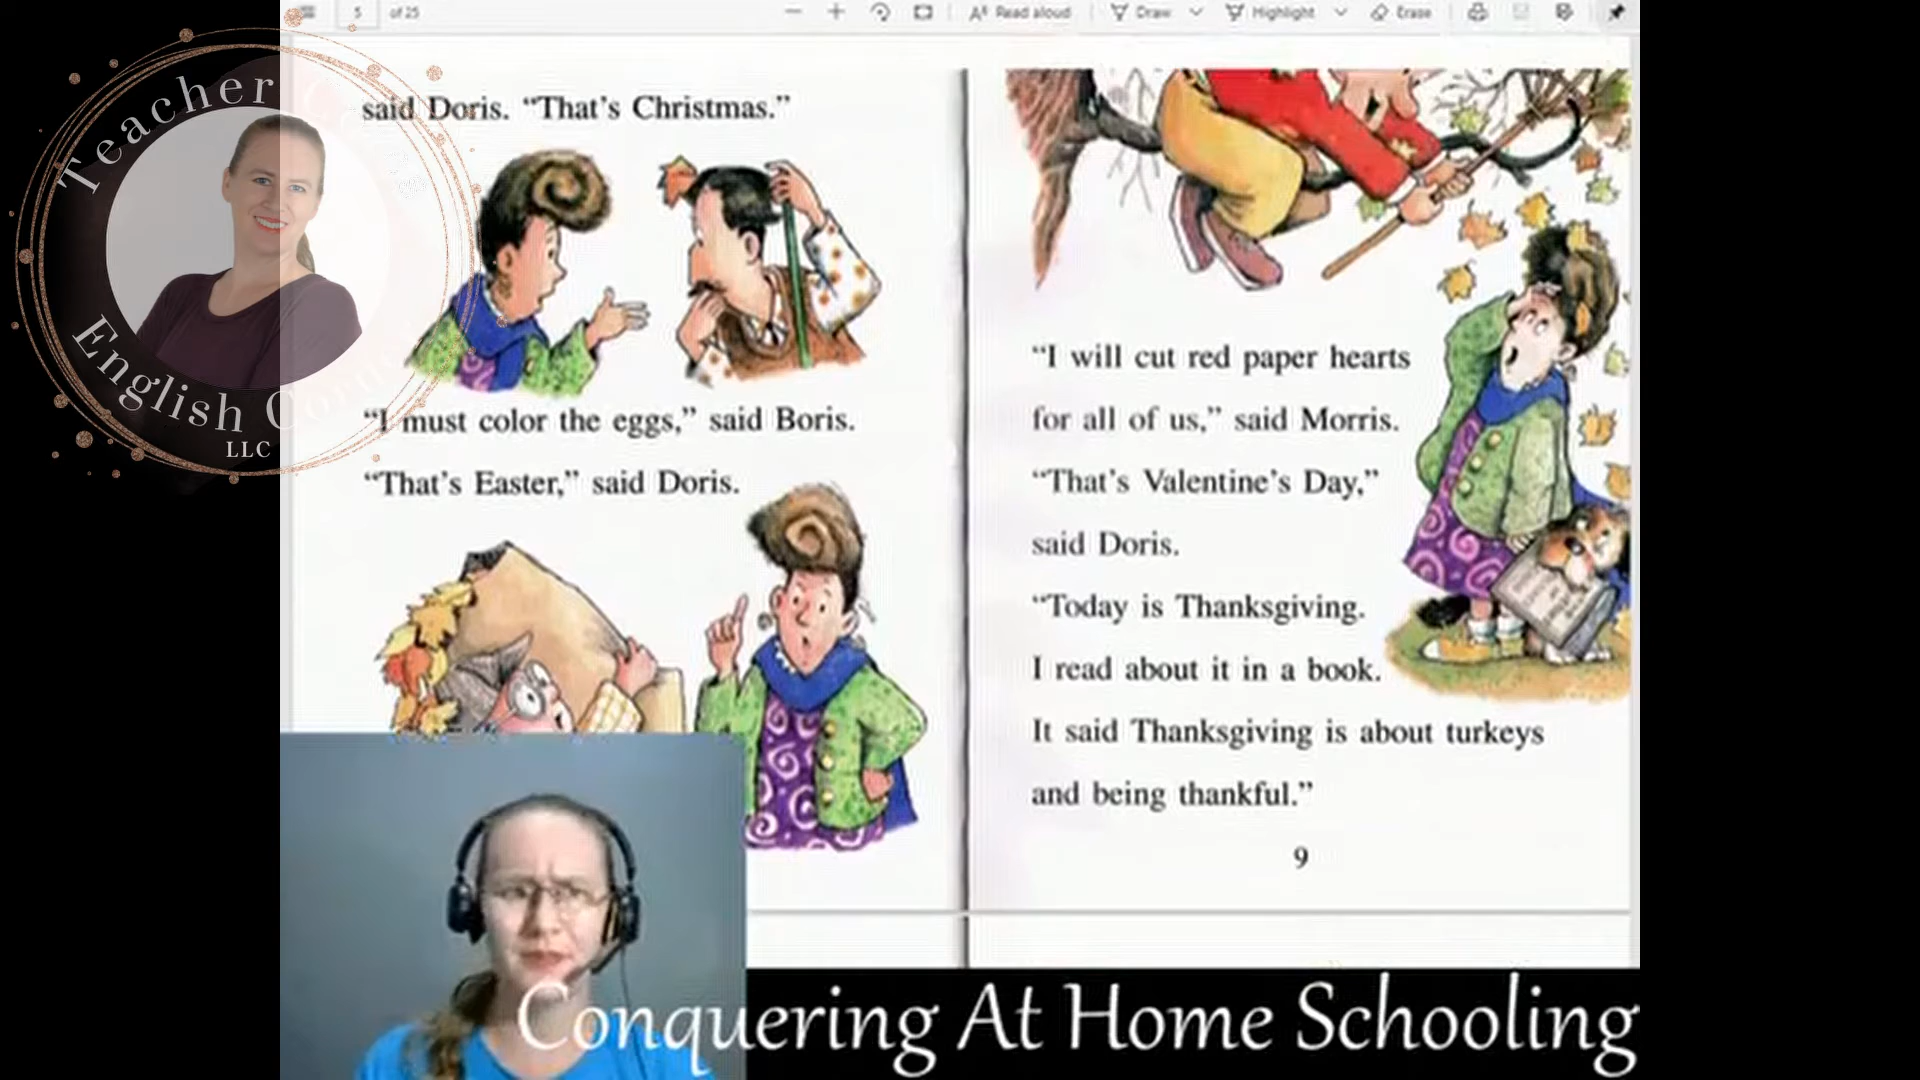 5 of 25
Read aloud
Draw
Highlight
Erase
Teacher
English
LLC
said Doris. “That’s Christmas.”
“I must color the eggs,” said Boris.
“That’s Easter,” said Doris.
“I will cut red paper hearts
for all of us,” said Morris.
“That’s Valentine’s Day,”
said Doris.
“Today is Thanksgiving.
I read about it in a book.
It said Thanksgiving is about turkeys
and being thankful.”
9
Conquering At Home Schooling